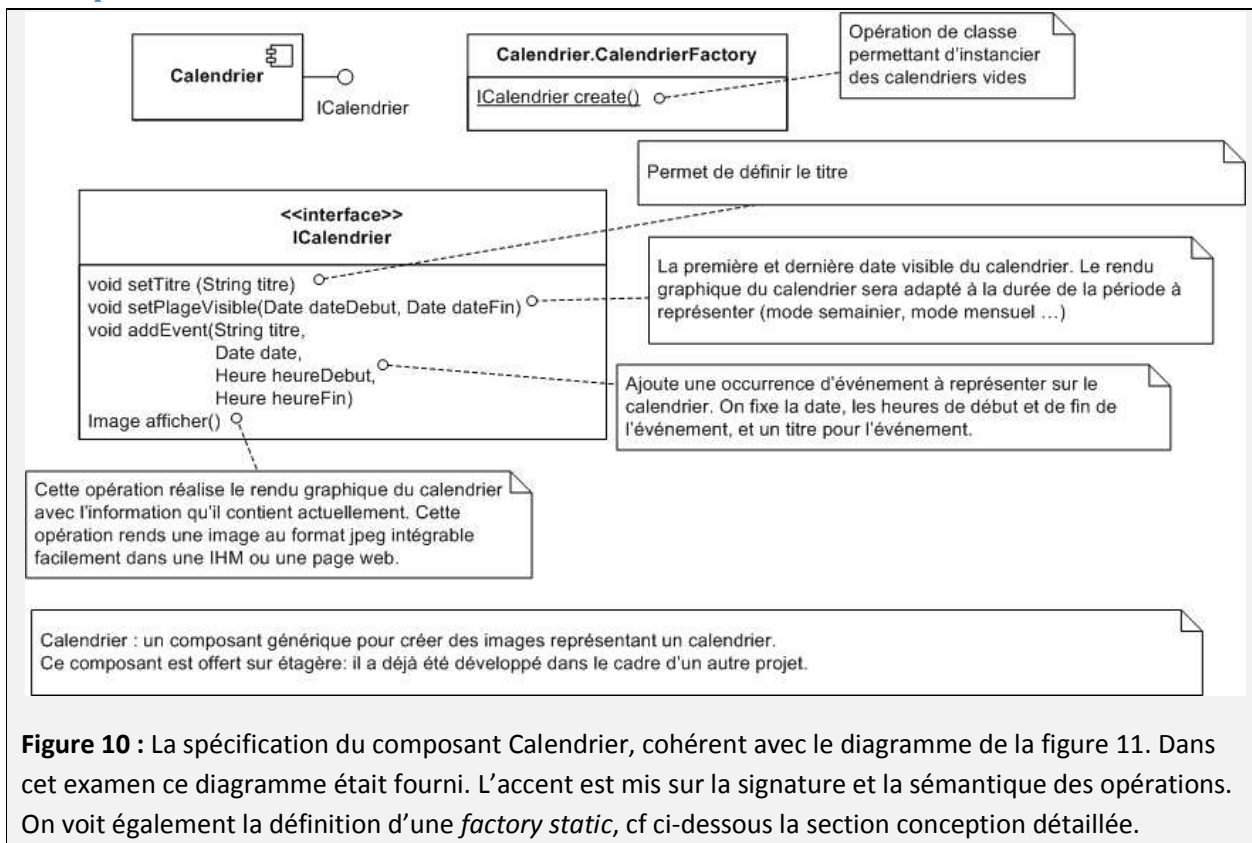 Calendrier
ICalendrier
Calendrier.CalendrierFactory
ICalendrier create()
Opération de classe
permettant d'instancier
des calendriers vides
Permet de définir le titre
<<interface>>
ICalendrier
void setTitre (String titre)
void setPlageVisible(Date dateDebut, Date dateFin)
void addEvent(String titre,
Date date,
Heure heureDebut,
Heure heureFin)
Image afficher()
La première et dernière date visible du calendrier. Le rendu
graphique du calendrier sera adapté à la durée de la période à
représenter (mode semainier, mode mensuel ...)
Ajoute une occurrence d'événement à représenter sur le
calendrier. On fixe la date, les heures de début et de fin de
l'événement, et un titre pour l'événement.
Cette opération réalise le rendu graphique du calendrier
avec l'information qu'il contient actuellement. Cette
opération rends une image au format jpeg intégrable
facilement dans une IHM ou une page web.
Calendrier : un composant générique pour créer des images représentant un calendrier.
Ce composant est offert sur étagère: il a déjà été développé dans le cadre d'un autre projet.
Figure 10 : La spécification du composant Calendrier, cohérent avec le diagramme de la figure 11. Dans
cet examen ce diagramme était fourni. L'accent est mis sur la signature et la sémantique des opérations.
On voit également la définition d'une factory static, cf ci-dessous la section conception détaillée.